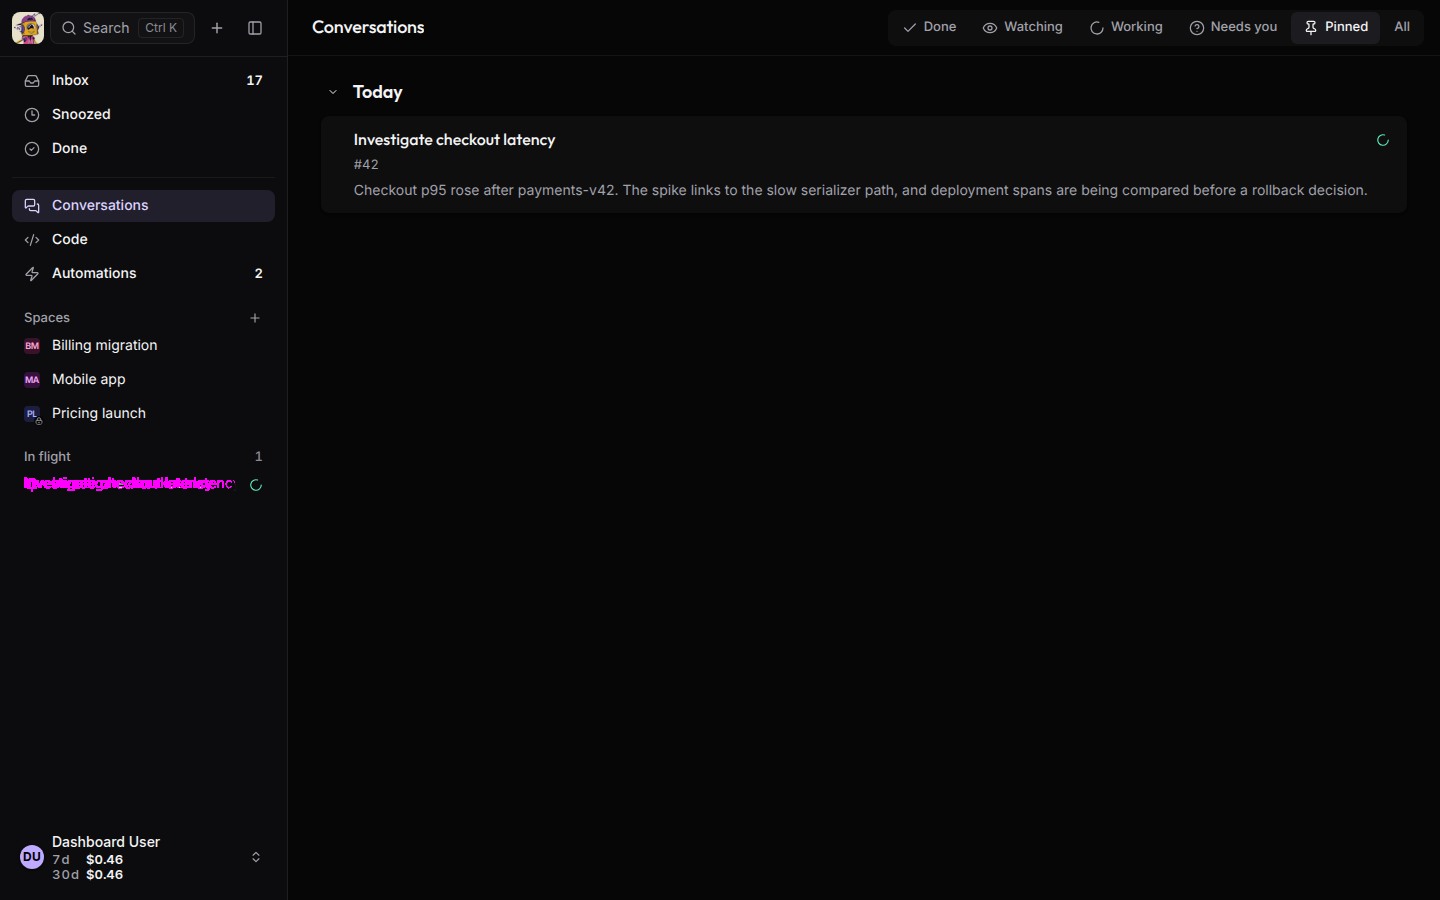 Search Ctrl K
Inbox 17
Snoozed
Done
Conversations
Code
Automations 2
Spaces
BM Billing migration
MA Mobile app
PL Pricing launch
In flight 1
DU Dashboard User
7d $0.46
30d $0.46
Conversations
Done Watching Working Needs you Pinned All
Today
Investigate checkout latency
#42
Checkout p95 rose after payments-v42. The spike links to the slow serializer path, and deployment spans are being compared before a rollback decision.